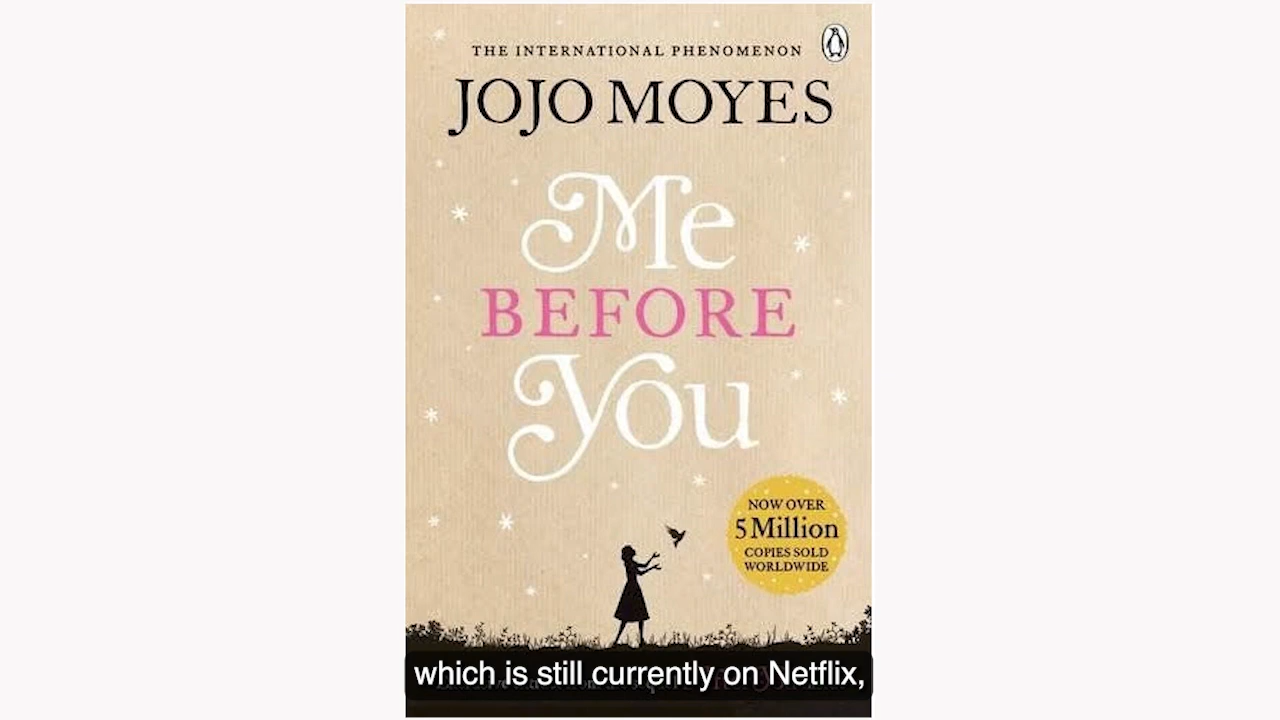 THE INTERNATIONAL PHENOMENON
JOJO MOYES
Me
BEFORE
You
NOW OVER
5 Million
COPIES SOLD
WORLDWIDE
which is still currently on Netflix,